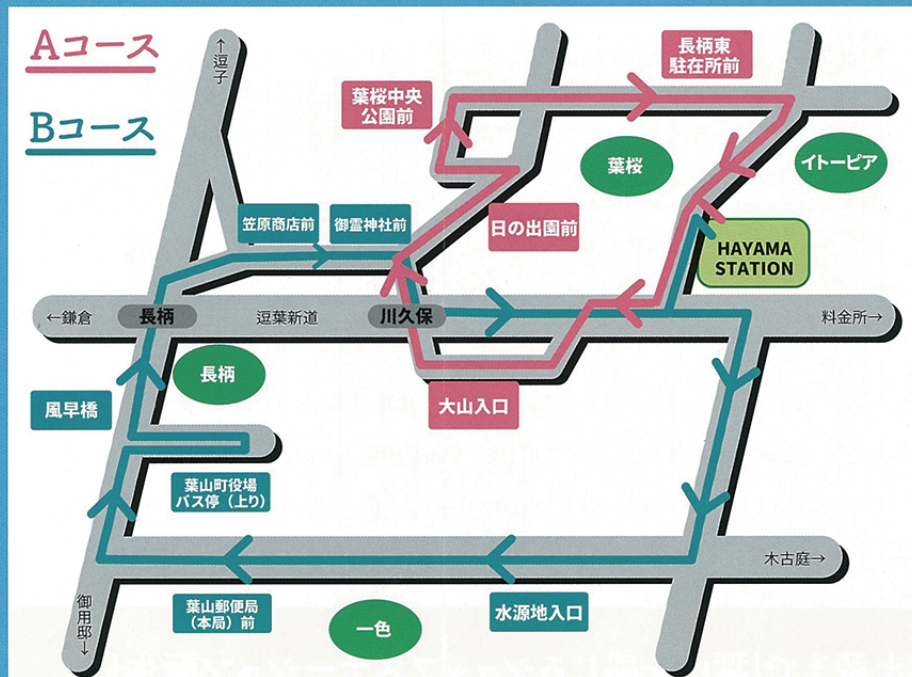 Aコース
Bコース
↑逗子
長柄東
駐在所前
葉桜中央
公園前
葉桜
イトーピア
笠原商店前
御霊神社前
日の出園前
HAYAMA
STATION
←鎌倉
長柄
逗葉新道
川久保
料金所→
長柄
風早橋
大山入口
葉山町役場
バス停（上り）
木古庭→
御用邸→
葉山郵便局
（本局）前
一色
水源地入口